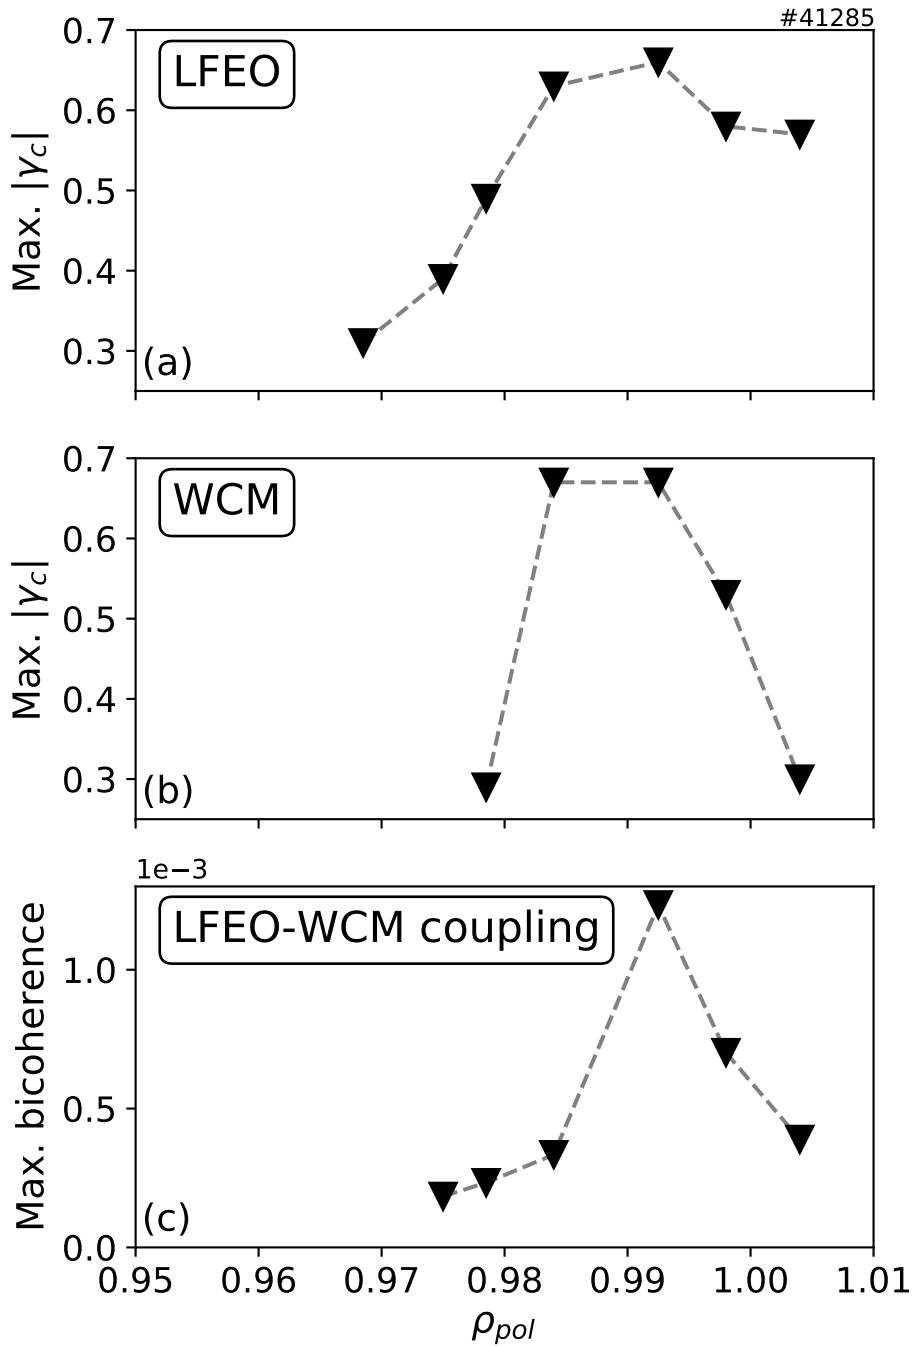 #41285
0.7
LFEO
0.6
0.5
0.4
0.3
Max. |γc|
(a)
0.7
WCM
0.6
0.5
0.4
0.3
Max. |γc|
(b)
1e−3
LFEO-WCM coupling
1.0
0.5
0.0
Max. bicoherence
(c)
0.95 0.96 0.97 0.98 0.99 1.00 1.01
ρpol